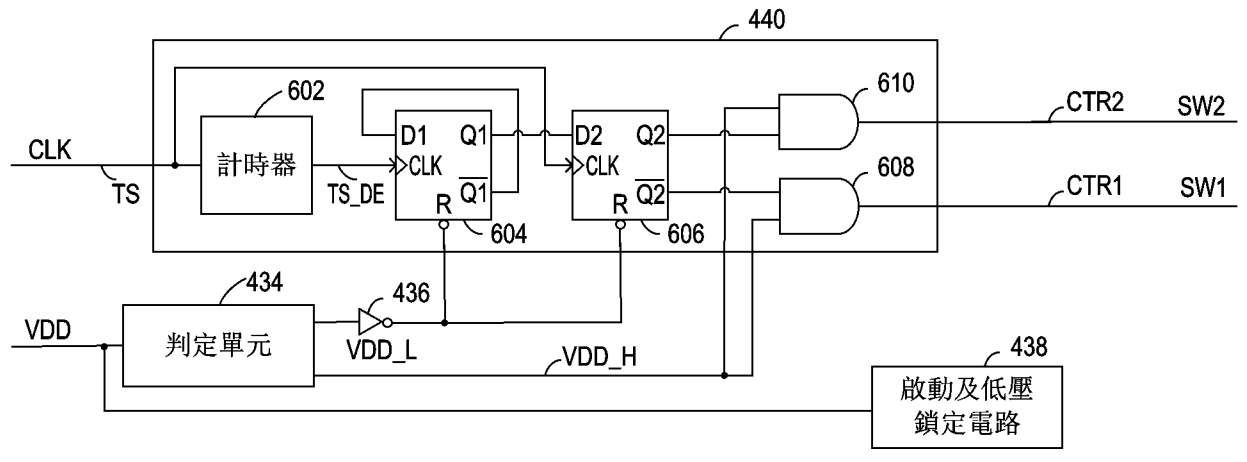 440
602
CLK
計時器
TS
TS_DE
D1
Q1
CLK
Q1
R
604
D2
Q2
CLK
Q2
R
606
610
CTR2
SW2
608
CTR1
SW1
434
436
VDD
判定單元
VDD_L
VDD_H
438
啟動及低壓
鎖定電路